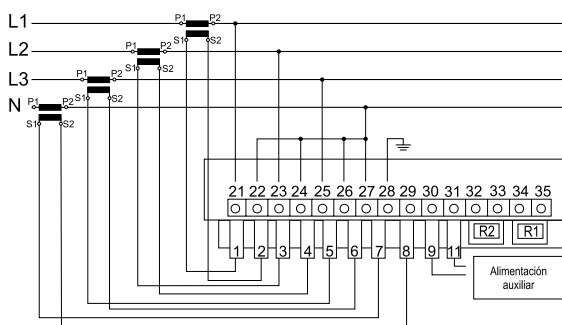 L1
P1 P2
S1 S2
L2
P1 P2
S1 S2
L3
P1 P2
S1 S2
N
P1 P2
S1 S2
21 22 23 24 25 26 27 28 29 30 31 32 33 34 35
R2 R1
1 2 3 4 5 6 7 8 9 11
Alimentación
auxiliar